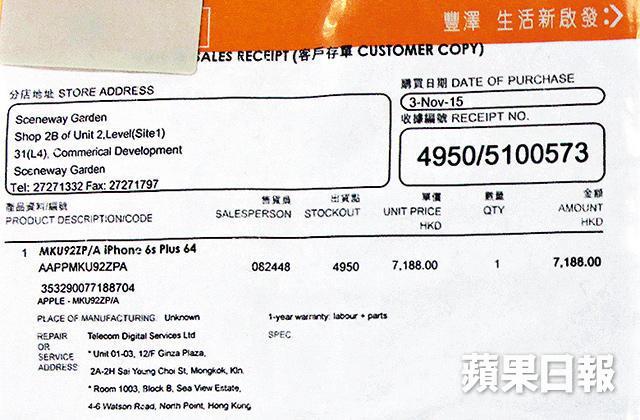 豐澤 生活新啟發:
SALES RECEIPT (客戶存單 CUSTOMER COPY)
分店地址 STORE ADDRESS
Sceneway Garden
Shop 2B of Unit 2,Level(Site1)
31(L4), Commerical Development
Sceneway Garden
Tel: 27271332 Fax: 27271797
購買日期 DATE OF PURCHASE
3-Nov-15
收據編號 RECEIPT NO.
4950/5100573
產品資料/編號 售貨員 出貨點 單價 數量 金額
PRODUCT DESCRIPTION/CODE SALESPERSON STOCKOUT UNIT PRICE QTY AMOUNT
HKD HKD
1 MKU92ZP/A iPhone 6s Plus 64
AAPPMKU92ZPA 082448 4950 7,188.00 1 7,188.00
353290077188704
APPLE - MKU92ZP/A
PLACE OF MANUFACTURING: Unknown 1-year warranty: labour + parts
REPAIR Telecom Digital Services Ltd SPEC
OR * Unit 01-03, 12/F Ginza Plaza,
SERVICE 2A-2H Sai Yeung Choi St, Mongkok, Kln.
ADDRESS * Room 1003, Block B, Sea View Estate,
4-6 Watson Road, North Point, Hong Kong
蘋果日報